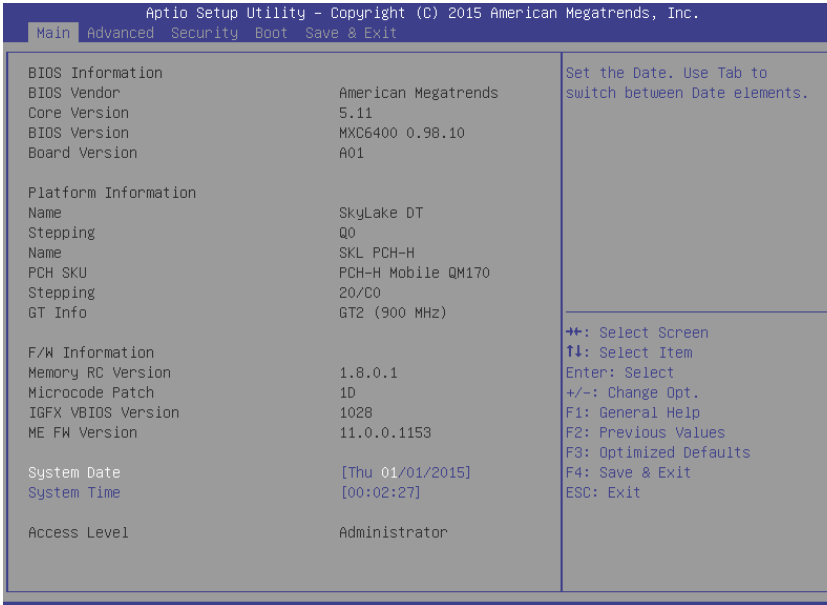 Aptio Setup Utility – Copyright (C) 2015 American Megatrends, Inc.
Main Advanced Security Boot Save & Exit
BIOS Information
BIOS Vendor American Megatrends
Core Version 5.11
BIOS Version MXC6400 0.98.10
Board Version A01
Platform Information
Name SkyLake DT
Stepping Q0
Name SKL PCH-H
PCH SKU PCH-H Mobile QM170
Stepping 20/C0
GT Info GT2 (900 MHz)
F/W Information
Memory RC Version 1.8.0.1
Microcode Patch 1D
IGFX VBIOS Version 1028
ME FW Version 11.0.0.1153
System Date [Thu 01/01/2015]
System Time [00:02:27]
Access Level Administrator
Set the Date. Use Tab to
switch between Date elements.
→←: Select Screen
↑↓: Select Item
Enter: Select
+/-: Change Opt.
F1: General Help
F2: Previous Values
F3: Optimized Defaults
F4: Save & Exit
ESC: Exit